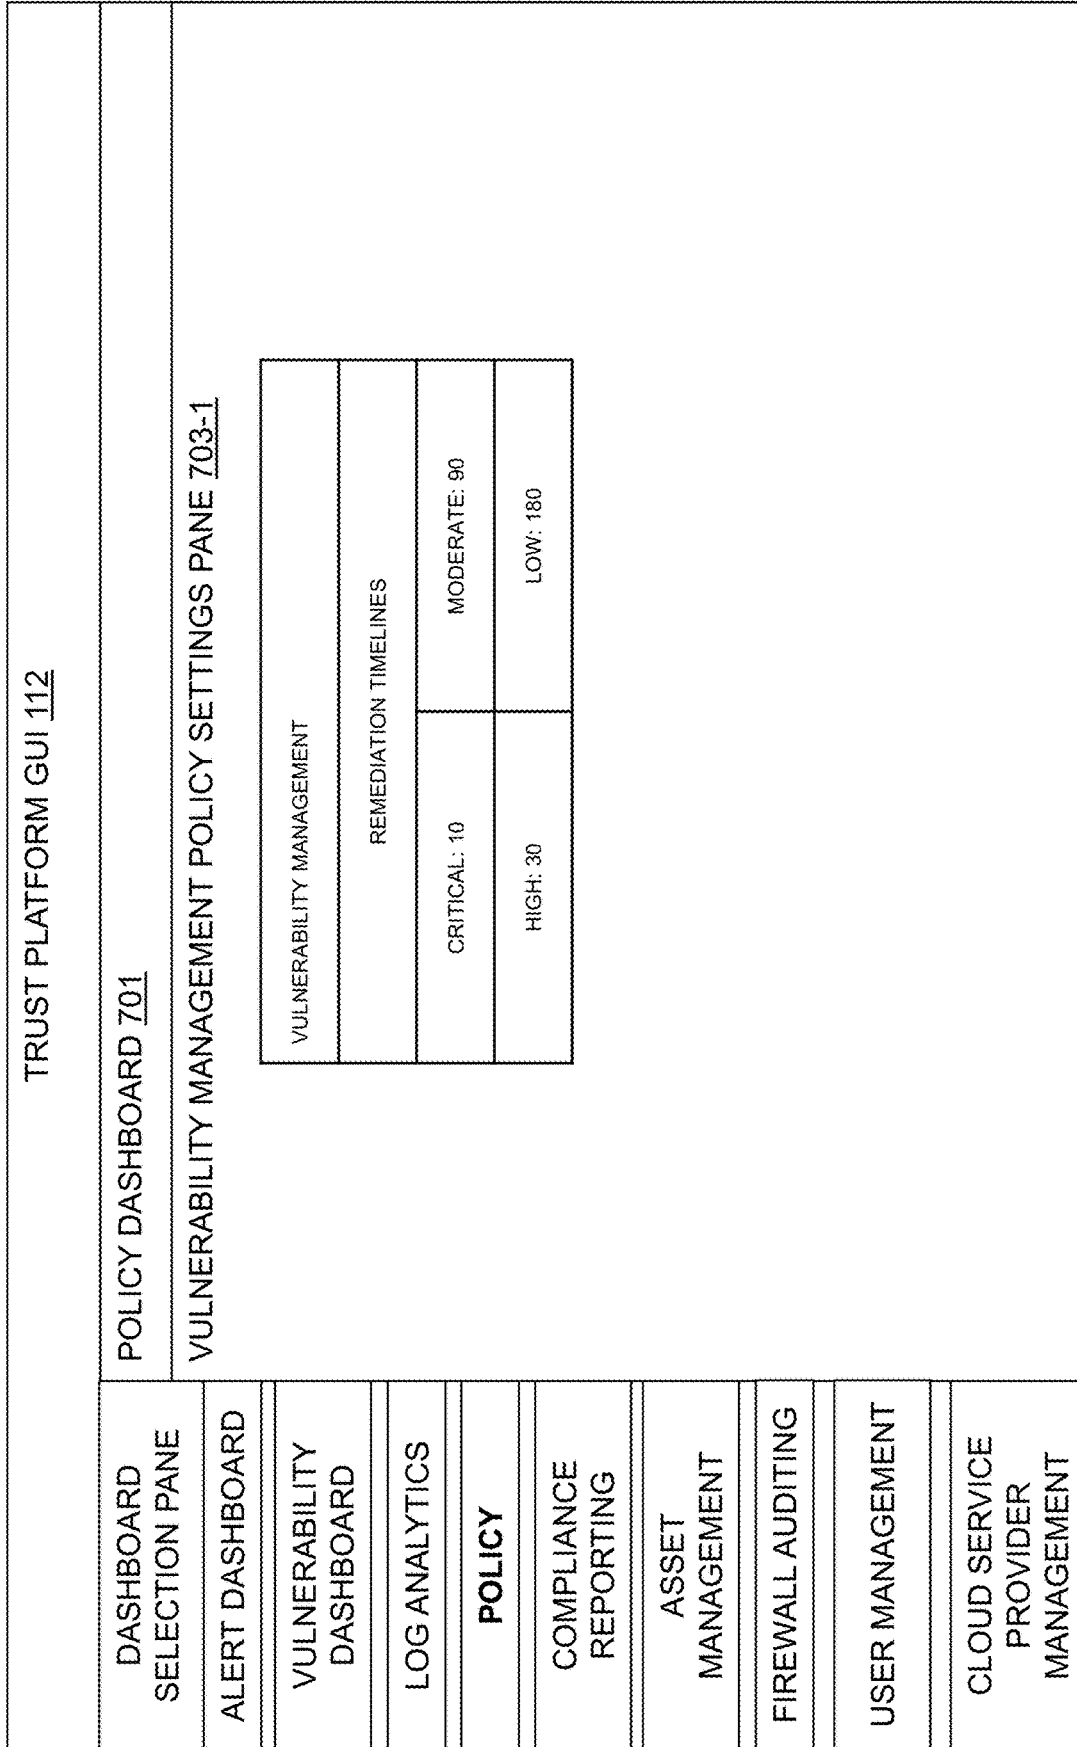 TRUST PLATFORM GUI 112
DASHBOARD
SELECTION PANE
ALERT DASHBOARD
VULNERABILITY
DASHBOARD
LOG ANALYTICS
POLICY
COMPLIANCE
REPORTING
ASSET
MANAGEMENT
FIREWALL AUDITING
USER MANAGEMENT
CLOUD SERVICE
PROVIDER
MANAGEMENT
POLICY DASHBOARD 701
VULNERABILITY MANAGEMENT POLICY SETTINGS PANE 703-1
VULNERABILITY MANAGEMENT
REMEDIATION TIMELINES
CRITICAL: 10
MODERATE: 90
HIGH: 30
LOW: 180